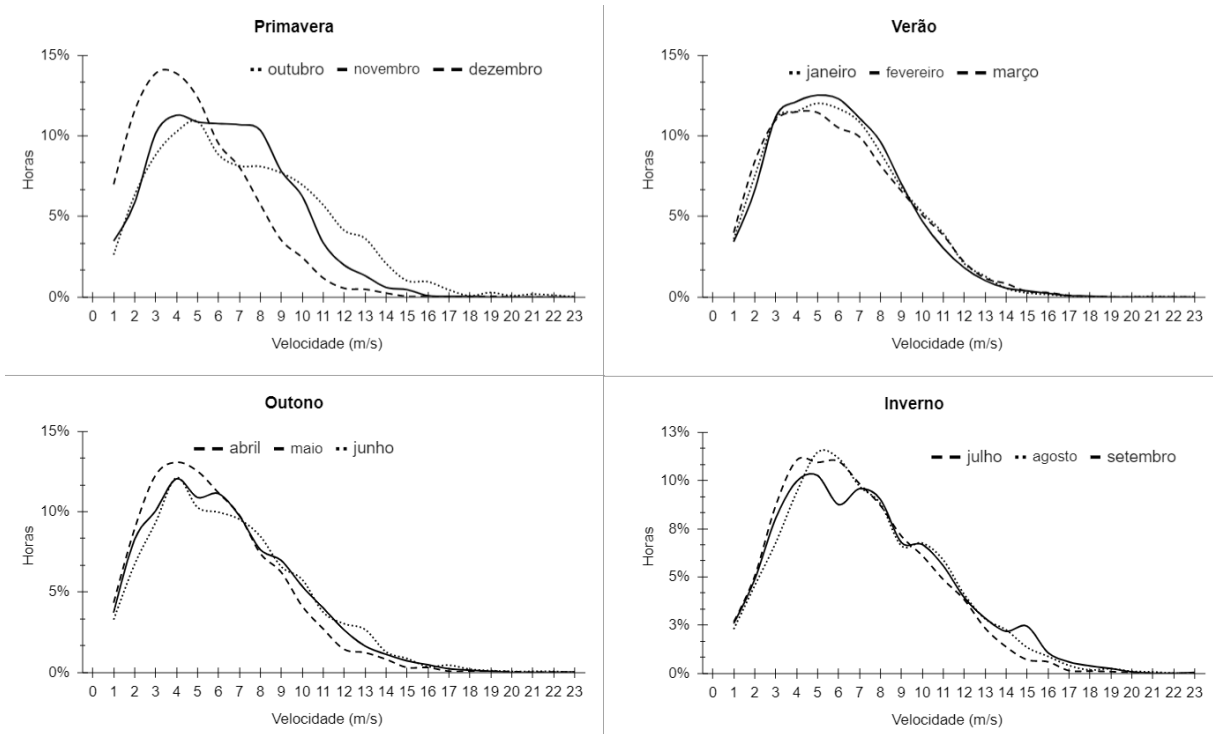 Primavera
15%
10%
5%
0%
Horas
outubro novembro dezembro
0 1 2 3 4 5 6 7 8 9 10 11 12 13 14 15 16 17 18 19 20 21 22 23
Velocidade (m/s)
Verão
15%
10%
5%
0%
Horas
janeiro fevereiro março
0 1 2 3 4 5 6 7 8 9 10 11 12 13 14 15 16 17 18 19 20 21 22 23
Velocidade (m/s)
Outono
15%
10%
5%
0%
Horas
abril maio junho
0 1 2 3 4 5 6 7 8 9 10 11 12 13 14 15 16 17 18 19 20 21 22 23
Velocidade (m/s)
Inverno
13%
10%
8%
5%
3%
0%
Horas
julho agosto setembro
0 1 2 3 4 5 6 7 8 9 10 11 12 13 14 15 16 17 18 19 20 21 22 23
Velocidade (m/s)